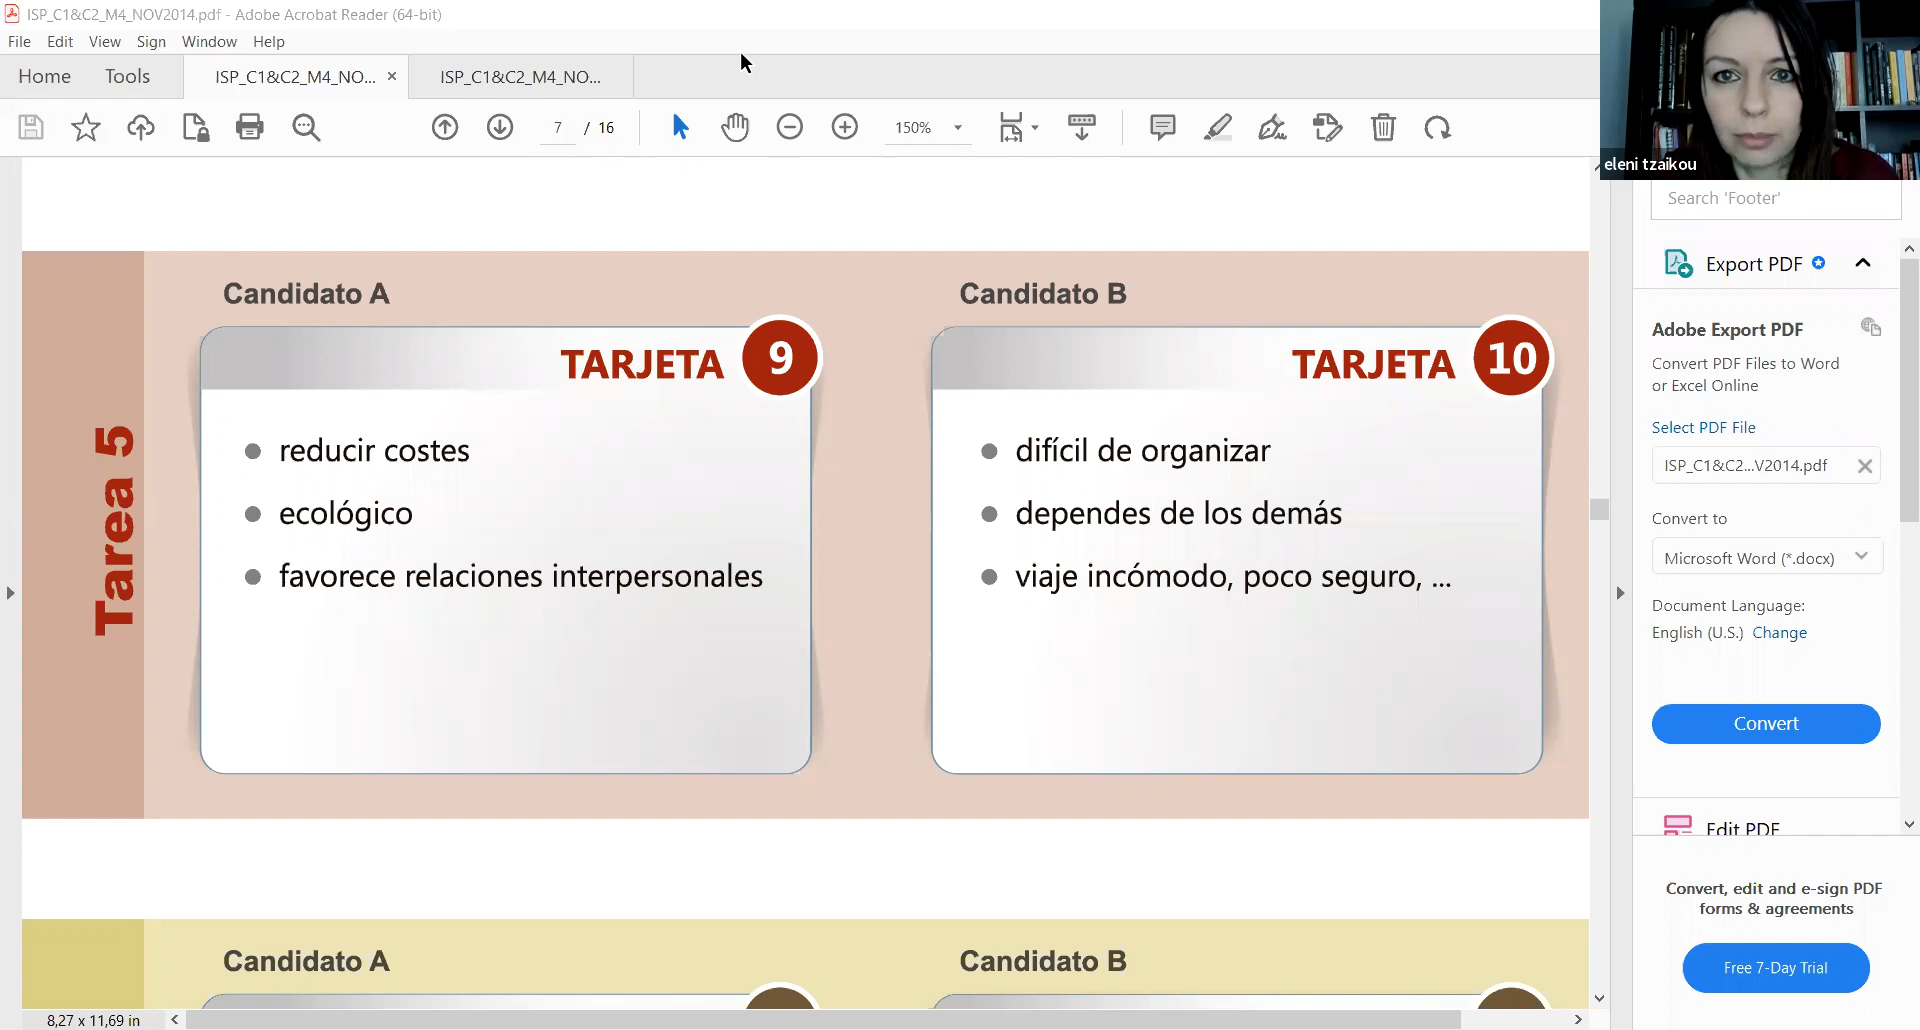 ISP_C1&C2_M4_NOV2014.pdf - Adobe Acrobat Reader (64-bit)
File Edit View Sign Window Help
Home Tools ISP_C1&C2_M4_NO... × ISP_C1&C2_M4_NO...
7 / 16 150%
eleni tzaikou
Search 'Footer'
Export PDF
Adobe Export PDF
Convert PDF Files to Word
or Excel Online
Select PDF File
ISP_C1&C2...V2014.pdf
Convert to
Microsoft Word (*.docx)
Document Language:
English (U.S.) Change
Convert
Edit PDF
Convert, edit and e-sign PDF
forms & agreements
Free 7-Day Trial
Tarea 5
Candidato A
TARJETA 9
reducir costes
ecológico
favorece relaciones interpersonales
Candidato B
TARJETA 10
difícil de organizar
dependes de los demás
viaje incómodo, poco seguro, ...
Candidato A
Candidato B
8,27 x 11,69 in